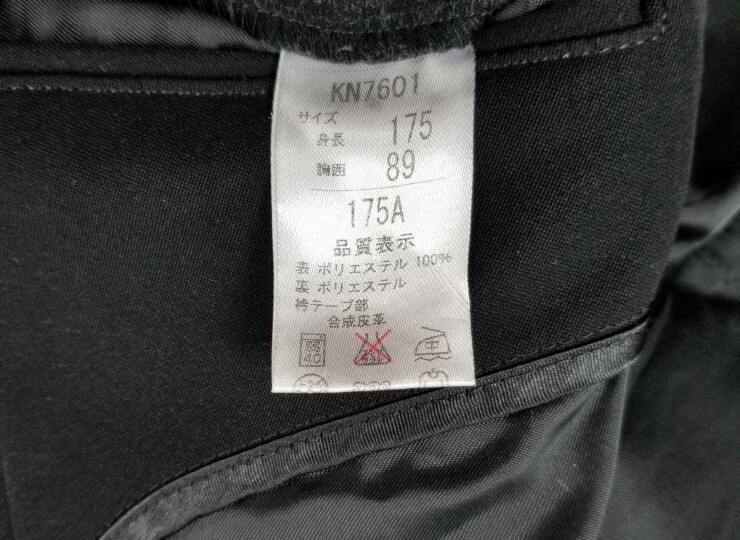 KN7601
サイズ
身長 175
胸囲 89
175A
品質表示
表 ポリエステル 100%
裏 ポリエステル
衿テープ部
合成皮革
40
中